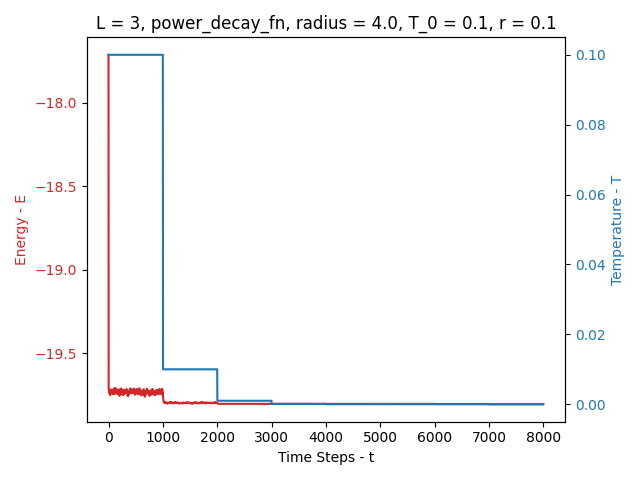 L = 3, power_decay_fn, radius = 4.0, T_0 = 0.1, r = 0.1
−18.0
−18.5
−19.0
−19.5
Energy - E
0.10
0.08
0.06
0.04
0.02
0.00
Temperature - T
0 1000 2000 3000 4000 5000 6000 7000 8000
Time Steps - t